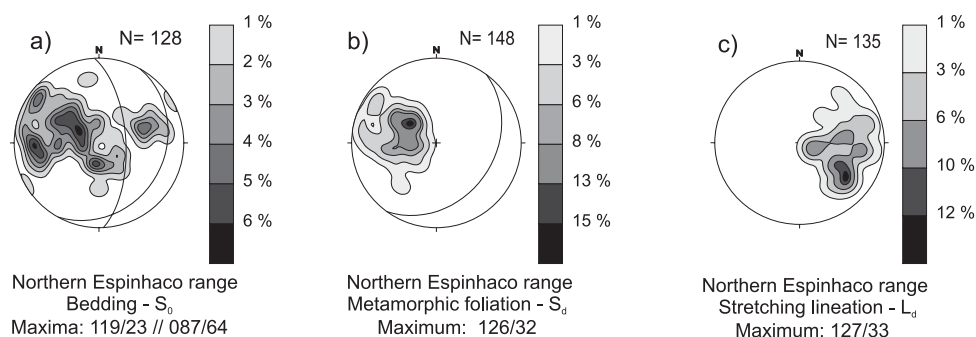 a)
N
N= 128
1 %
2 %
3 %
4 %
5 %
6 %
Northern Espinhaco range
Bedding - S₀
Maxima: 119/23 // 087/64
b)
N
N= 148
1 %
3 %
6 %
8 %
13 %
15 %
Northern Espinhaco range
Metamorphic foliation - Sd
Maximum: 126/32
c)
N
N= 135
1 %
3 %
6 %
10 %
12 %
Northern Espinhaco range
Stretching lineation - Ld
Maximum: 127/33